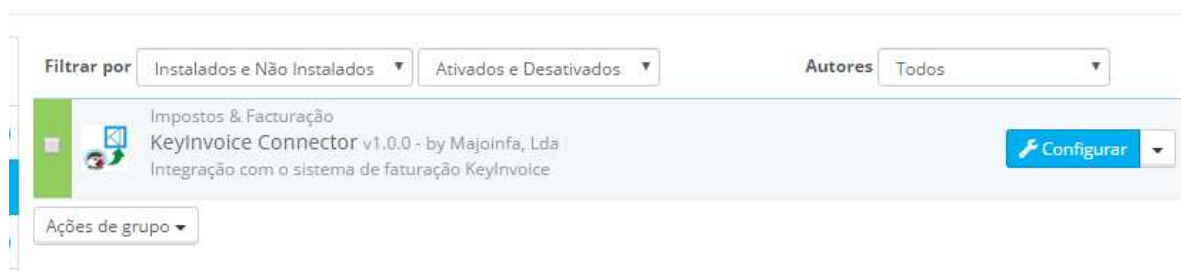 Filtrar por Instalados e Não Instalados Ativados e Desativados Autores Todos
Impostos & Facturação
KeyInvoice Connector v1.0.0 - by Majoinfa, Lda
Integração com o sistema de faturação KeyInvoice
Configurar
Ações de grupo